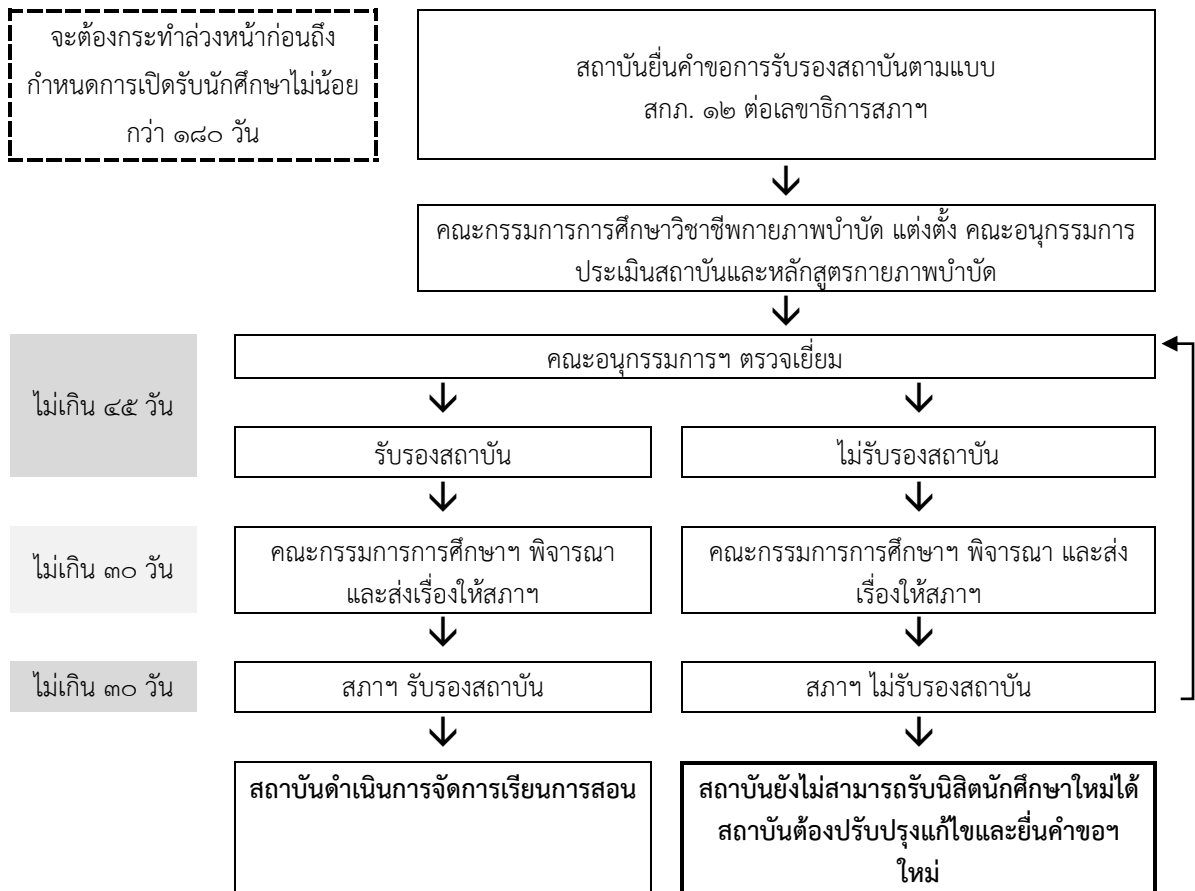 จะต้องกระทำล่วงหน้าก่อนถึง
กำหนดการเปิดรับนักศึกษาไม่น้อย
กว่า ๑๘๐ วัน
สถาบันยื่นคำขอการรับรองสถาบันตามแบบ
สกภ. ๑๒ ต่อเลขาธิการสภาฯ
คณะกรรมการการศึกษาวิชาชีพกายภาพบำบัด แต่งตั้ง คณะอนุกรรมการ
ประเมินสถาบันและหลักสูตรกายภาพบำบัด
ไม่เกิน ๔๕ วัน
คณะอนุกรรมการฯ ตรวจเยี่ยม
รับรองสถาบัน
ไม่รับรองสถาบัน
ไม่เกิน ๓๐ วัน
คณะกรรมการการศึกษาฯ พิจารณา
และส่งเรื่องให้สภาฯ
คณะกรรมการการศึกษาฯ พิจารณา และส่ง
เรื่องให้สภาฯ
ไม่เกิน ๓๐ วัน
สภาฯ รับรองสถาบัน
สภาฯ ไม่รับรองสถาบัน
สถาบันดำเนินการจัดการเรียนการสอน
สถาบันยังไม่สามารถรับนิสิตนักศึกษาใหม่ได้
สถาบันต้องปรับปรุงแก้ไขและยื่นคำขอฯ
ใหม่